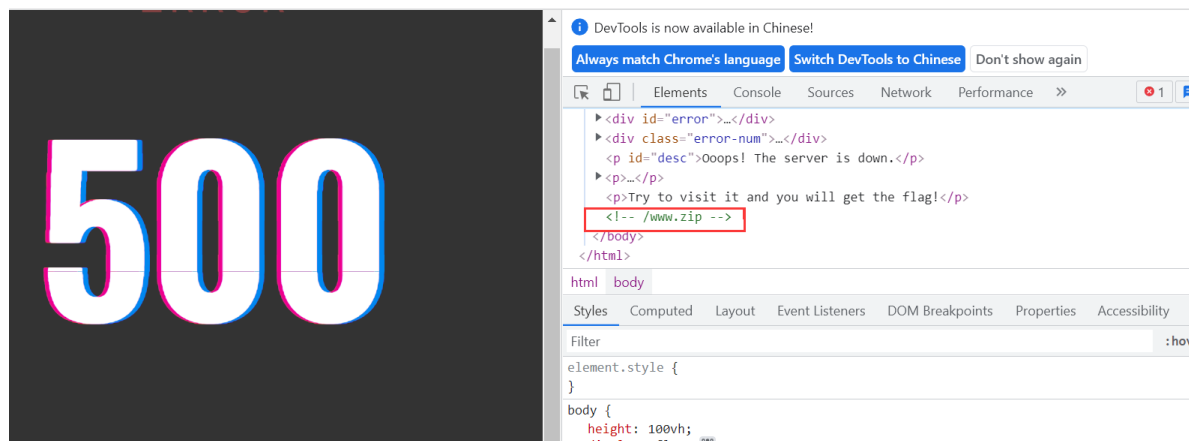 500
DevTools is now available in Chinese!
Always match Chrome's language Switch DevTools to Chinese Don't show again
Elements Console Sources Network Performance » 1
<div id="error">…</div>
<div class="error-num">…</div>
<p id="desc">Ooops! The server is down.</p>
<p>…</p>
<p>Try to visit it and you will get the flag!</p>
<!-- /www.zip -->
</body>
</html>
html body
Styles Computed Layout Event Listeners DOM Breakpoints Properties Accessibility
Filter :hov
element.style {
}
body {
height: 100vh;